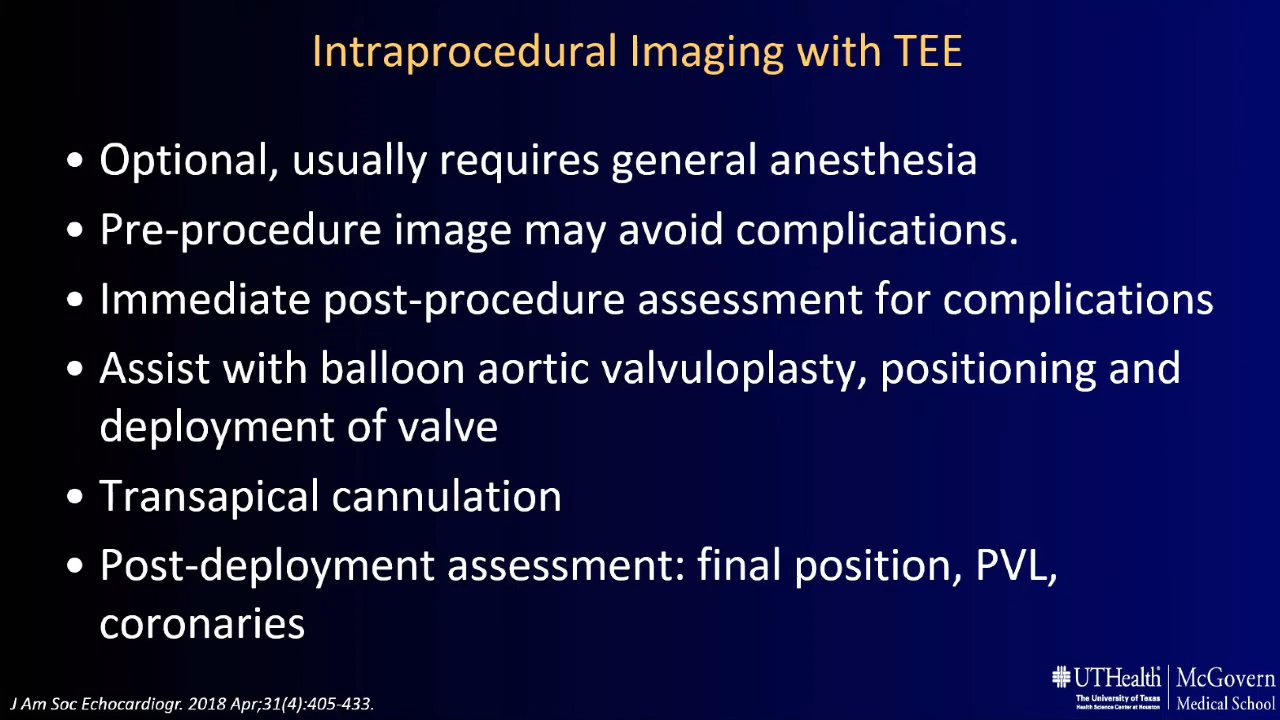 Intraprocedural Imaging with TEE
• Optional, usually requires general anesthesia
• Pre-procedure image may avoid complications.
• Immediate post-procedure assessment for complications
• Assist with balloon aortic valvuloplasty, positioning and
deployment of valve
• Transapical cannulation
• Post-deployment assessment: final position, PVL,
coronaries
J Am Soc Echocardiogr. 2018 Apr;31(4):405-433.
UTHealth
The University of Texas
Health Science Center at Houston
McGovern
Medical School